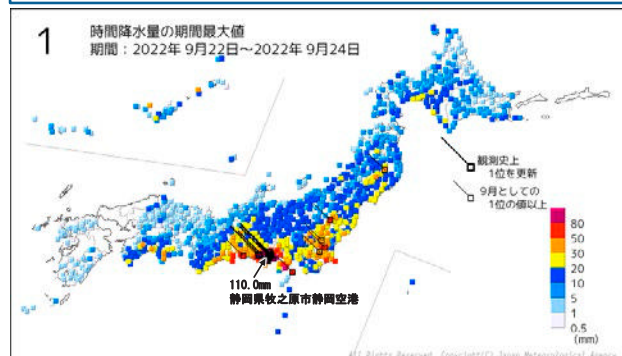 1 時間降水量の期間最大値
期間：2022年 9月22日～2022年 9月24日
観測史上
1位を更新
9月としての
1位の値以上
110.0mm
静岡県牧之原市静岡空港
80
50
30
20
10
5
1
0.5
(mm)
All Rights Reserved, Copyright(C) Japan Meteorological Agency